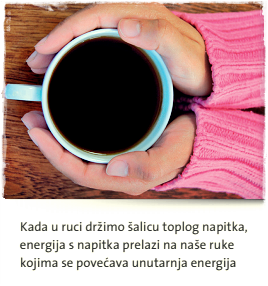 Kada u ruci držimo šalicu toplog napitka,
energija s napitka prelazi na naše ruke
kojima se povećava unutarnja energija